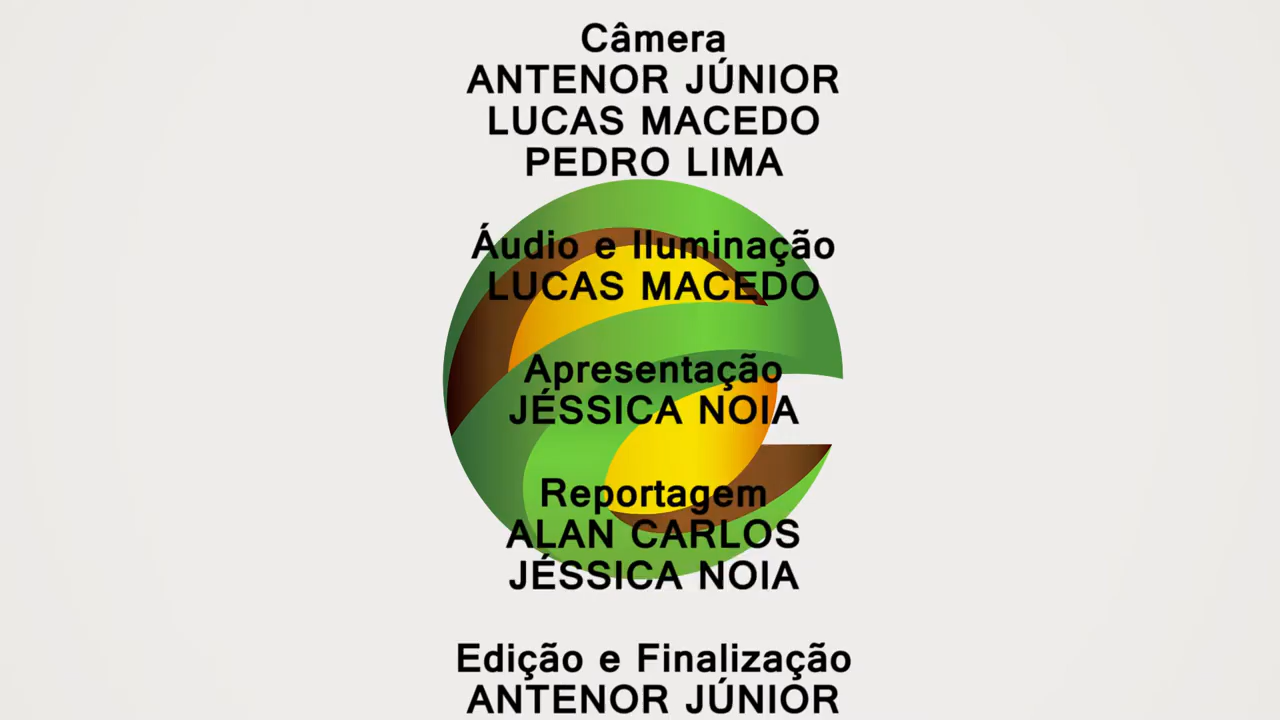 Câmera
ANTENOR JÚNIOR
LUCAS MACEDO
PEDRO LIMA
Áudio e Iluminação
LUCAS MACEDO
Apresentação
JÉSSICA NOIA
Reportagem
ALAN CARLOS
JÉSSICA NOIA
Edição e Finalização
ANTENOR JÚNIOR